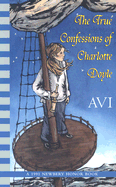 The True
Confessions of
Charlotte
Doyle
AVI
A 1991 NEWBERY HONOR BOOK